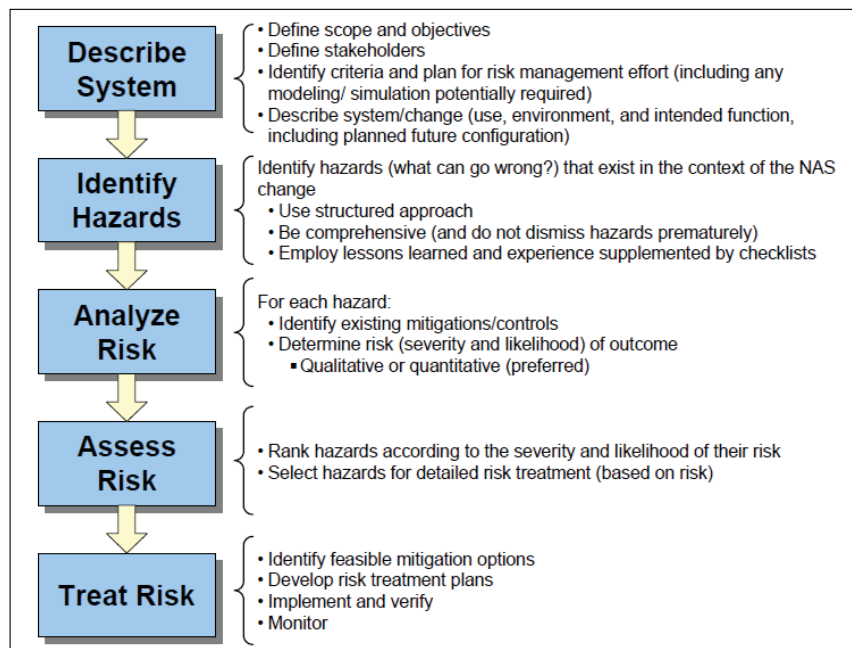 Describe
System
• Define scope and objectives
• Define stakeholders
• Identify criteria and plan for risk management effort (including any
modeling/ simulation potentially required)
• Describe system/change (use, environment, and intended function,
including planned future configuration)
Identify
Hazards
Identify hazards (what can go wrong?) that exist in the context of the NAS
change
• Use structured approach
• Be comprehensive (and do not dismiss hazards prematurely)
• Employ lessons learned and experience supplemented by checklists
Analyze
Risk
For each hazard:
• Identify existing mitigations/controls
• Determine risk (severity and likelihood) of outcome
▪ Qualitative or quantitative (preferred)
Assess
Risk
• Rank hazards according to the severity and likelihood of their risk
• Select hazards for detailed risk treatment (based on risk)
Treat Risk
• Identify feasible mitigation options
• Develop risk treatment plans
• Implement and verify
• Monitor